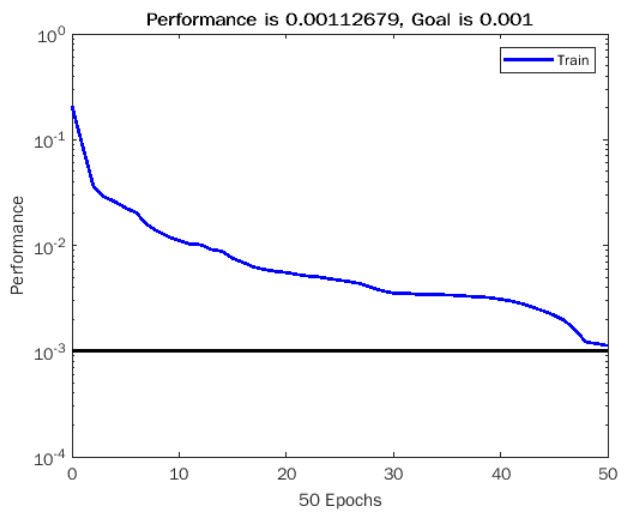 Performance is 0.00112679, Goal is 0.001
10^0
10^-1
10^-2
10^-3
10^-4
Performance
Train
0 10 20 30 40 50
50 Epochs